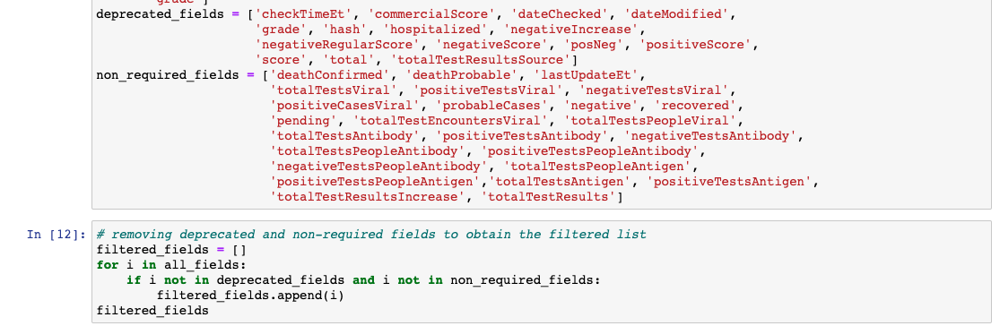 grade']
deprecated_fields = ['checkTimeEt', 'commercialScore', 'dateChecked', 'dateModified',
'grade', 'hash', 'hospitalized', 'negativeIncrease',
'negativeRegularScore', 'negativeScore', 'posNeg', 'positiveScore',
'score', 'total', 'totalTestResultsSource']
non_required_fields = ['deathConfirmed', 'deathProbable', 'lastUpdateEt',
'totalTestsViral', 'positiveTestsViral', 'negativeTestsViral',
'positiveCasesViral', 'probableCases', 'negative', 'recovered',
'pending', 'totalTestEncountersViral', 'totalTestsPeopleViral',
'totalTestsAntibody', 'positiveTestsAntibody', 'negativeTestsAntibody',
'totalTestsPeopleAntibody', 'positiveTestsPeopleAntibody',
'negativeTestsPeopleAntibody', 'totalTestsPeopleAntigen',
'positiveTestsPeopleAntigen','totalTestsAntigen', 'positiveTestsAntigen',
'totalTestResultsIncrease', 'totalTestResults']
In [12]: # removing deprecated and non-required fields to obtain the filtered list
filtered_fields = []
for i in all_fields:
    if i not in deprecated_fields and i not in non_required_fields:
        filtered_fields.append(i)
filtered_fields